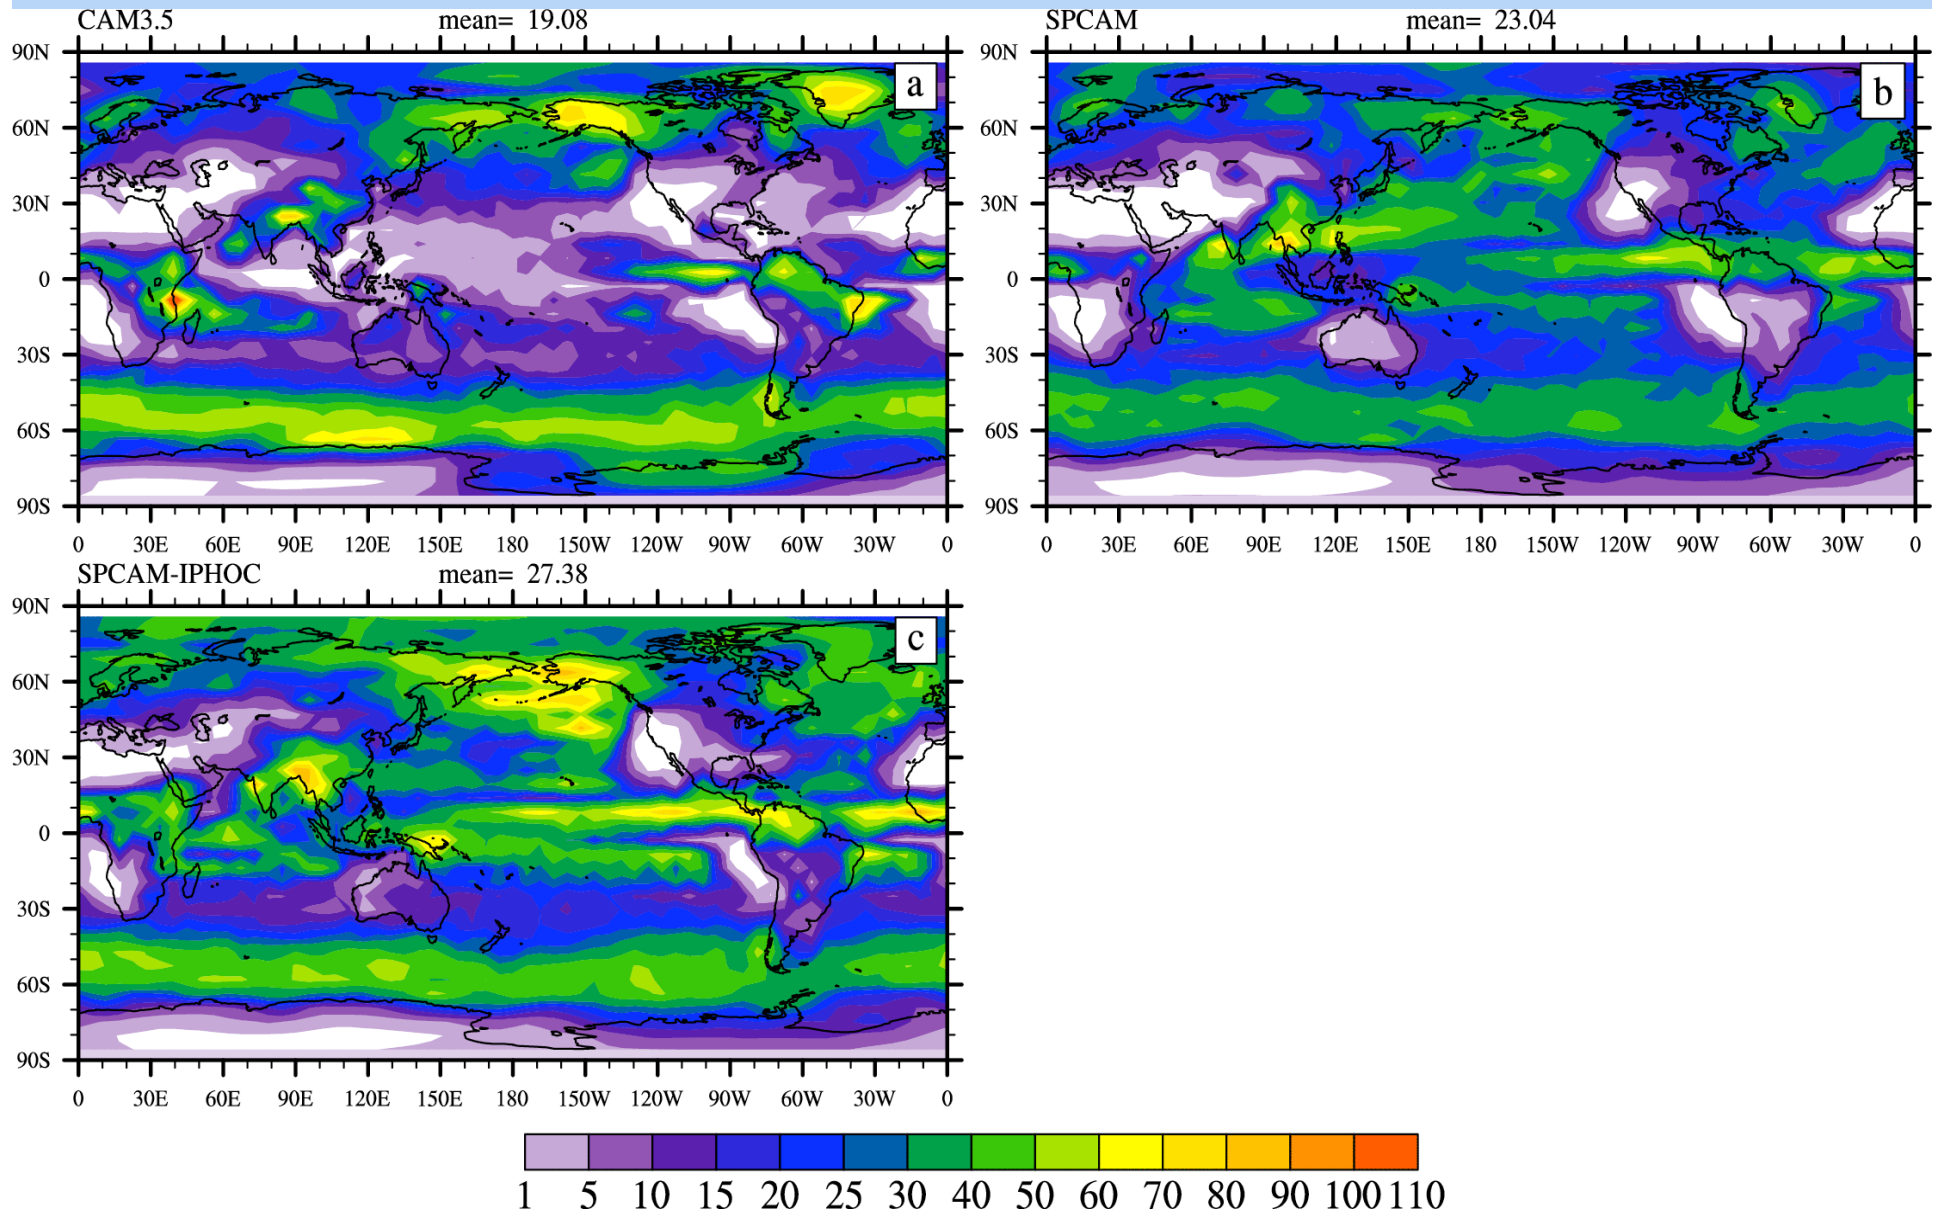 CAM3.5 mean= 19.08
a
90N
60N
30N
0
30S
60S
90S
0 30E 60E 90E 120E 150E 180 150W 120W 90W 60W 30W 0
SPCAM mean= 23.04
b
90N
60N
30N
0
30S
60S
90S
0 30E 60E 90E 120E 150E 180 150W 120W 90W 60W 30W 0
SPCAM-IPHOC mean= 27.38
c
90N
60N
30N
0
30S
60S
90S
0 30E 60E 90E 120E 150E 180 150W 120W 90W 60W 30W 0
1 5 10 15 20 25 30 40 50 60 70 80 90 100 110